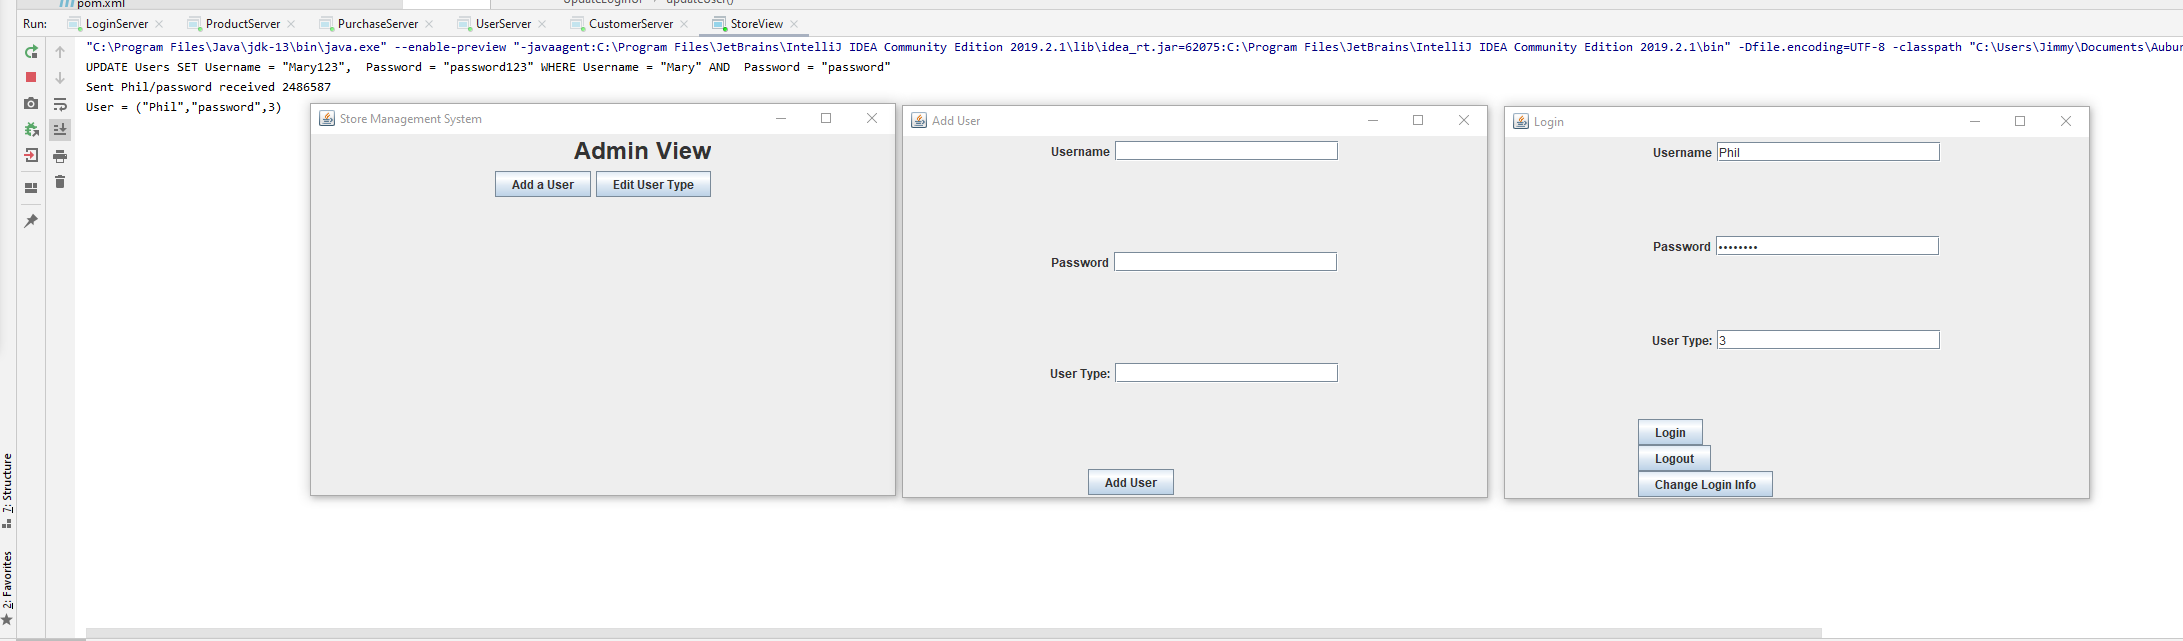 pom.xml
updateUser()
Run: LoginServer ProductServer PurchaseServer UserServer CustomerServer StoreView
"C:\Program Files\Java\jdk-13\bin\java.exe" --enable-preview "-javaagent:C:\Program Files\JetBrains\IntelliJ IDEA Community Edition 2019.2.1\lib\idea_rt.jar=62075:C:\Program Files\JetBrains\IntelliJ IDEA Community Edition 2019.2.1\bin" -Dfile.encoding=UTF-8 -classpath "C:\Users\Jimmy\Documents\Aubu
UPDATE Users SET Username = "Mary123",  Password = "password123" WHERE Username = "Mary" AND  Password = "password"
Sent Phil/password received 2486587
User = ("Phil","password",3)
Store Management System
Admin View
Add a User Edit User Type
Add User
Username
Password
User Type:
Add User
Login
Username Phil
Password ••••••••
User Type: 3
Login
Logout
Change Login Info
7: Structure
2: Favorites